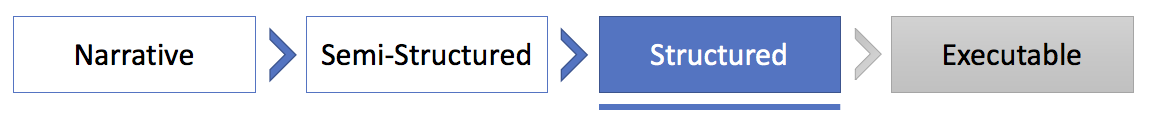 Narrative
Semi-Structured
Structured
Executable